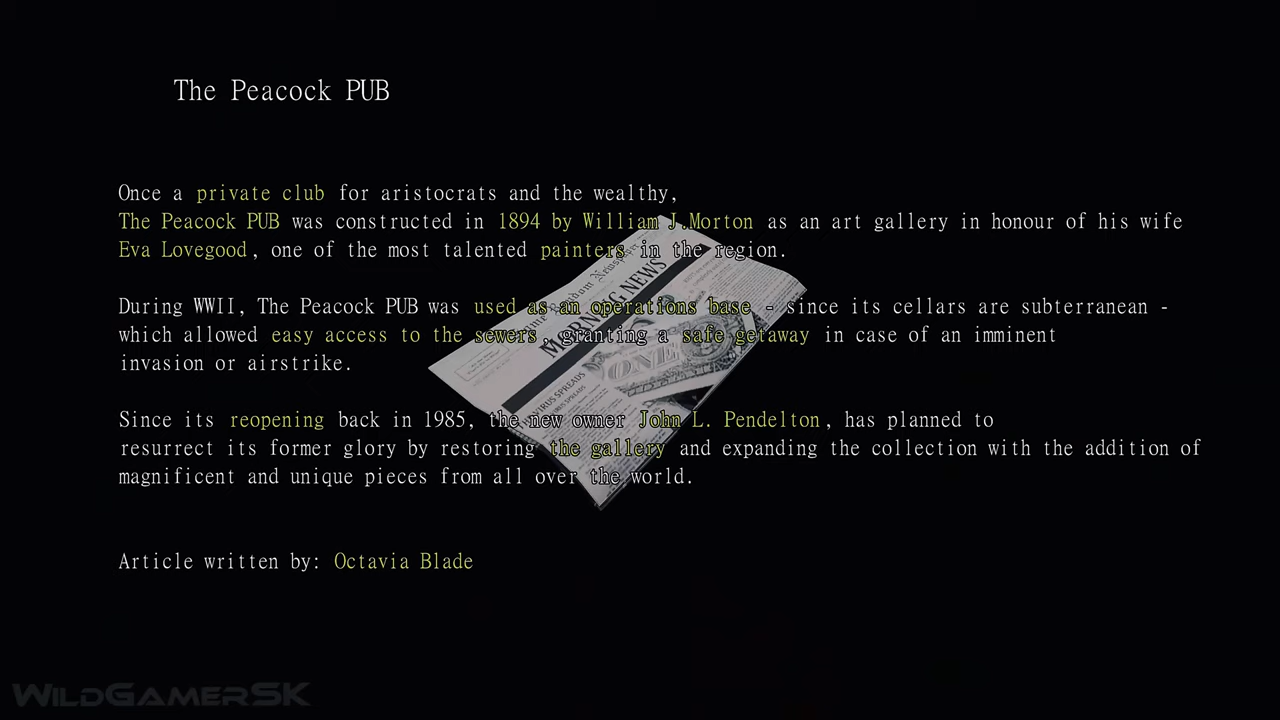 The Peacock PUB
Once a private club for aristocrats and the wealthy,
The Peacock PUB was constructed in 1894 by William J.Morton as an art gallery in honour of his wife
Eva Lovegood, one of the most talented painters in the region.
During WWII, The Peacock PUB was used as an operations base - since its cellars are subterranean -
which allowed easy access to the sewers, granting a safe getaway in case of an imminent
invasion or airstrike.
Since its reopening back in 1985, the new owner John L. Pendelton, has planned to
resurrect its former glory by restoring the gallery and expanding the collection with the addition of
magnificent and unique pieces from all over the world.
Article written by: Octavia Blade
MORNING NEWS
ONE
WILDGAMERSK